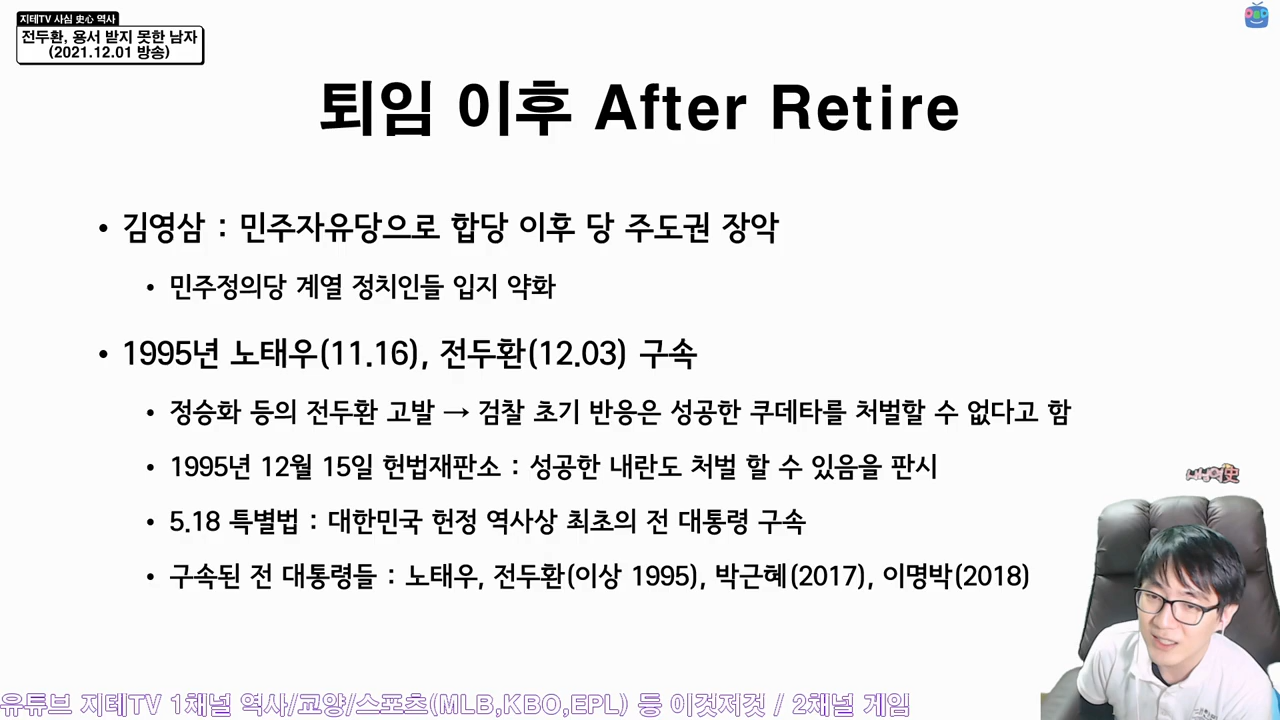 지테TV 사심 史心 역사
전두환, 용서 받지 못한 남자
(2021.12.01 방송)
퇴임 이후 After Retire
• 김영삼 : 민주자유당으로 합당 이후 당 주도권 장악
• 민주정의당 계열 정치인들 입지 약화
• 1995년 노태우(11.16), 전두환(12.03) 구속
• 정승화 등의 전두환 고발 → 검찰 초기 반응은 성공한 쿠데타를 처벌할 수 없다고 함
• 1995년 12월 15일 헌법재판소 : 성공한 내란도 처벌 할 수 있음을 판시
• 5.18 특별법 : 대한민국 헌정 역사상 최초의 전 대통령 구속
• 구속된 전 대통령들 : 노태우, 전두환(이상 1995), 박근혜(2017), 이명박(2018)
유튜브 지테TV 1채널 역사/교양/스포츠(MLB,KBO,EPL) 등 이것저것 / 2채널 게임